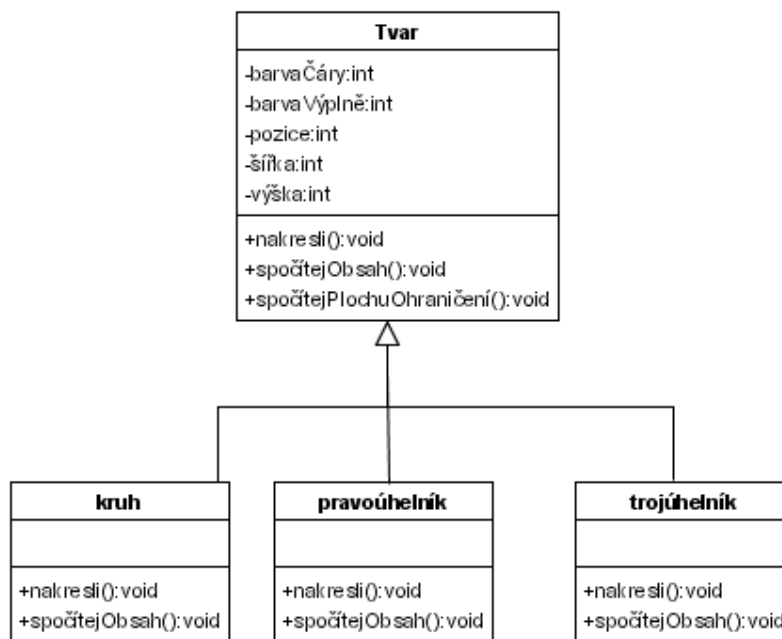 Tvar
-barvaČáry:int
-barvaVýplně:int
-pozice:int
-šířka:int
-výška:int
+nakresli():void
+spočítejObsah():void
+spočítejPlochuOhraničení():void
kruh
+nakresli():void
+spočítejObsah():void
pravoúhelník
+nakresli():void
+spočítejObsah():void
trojúhelník
+nakresli():void
+spočítejObsah():void